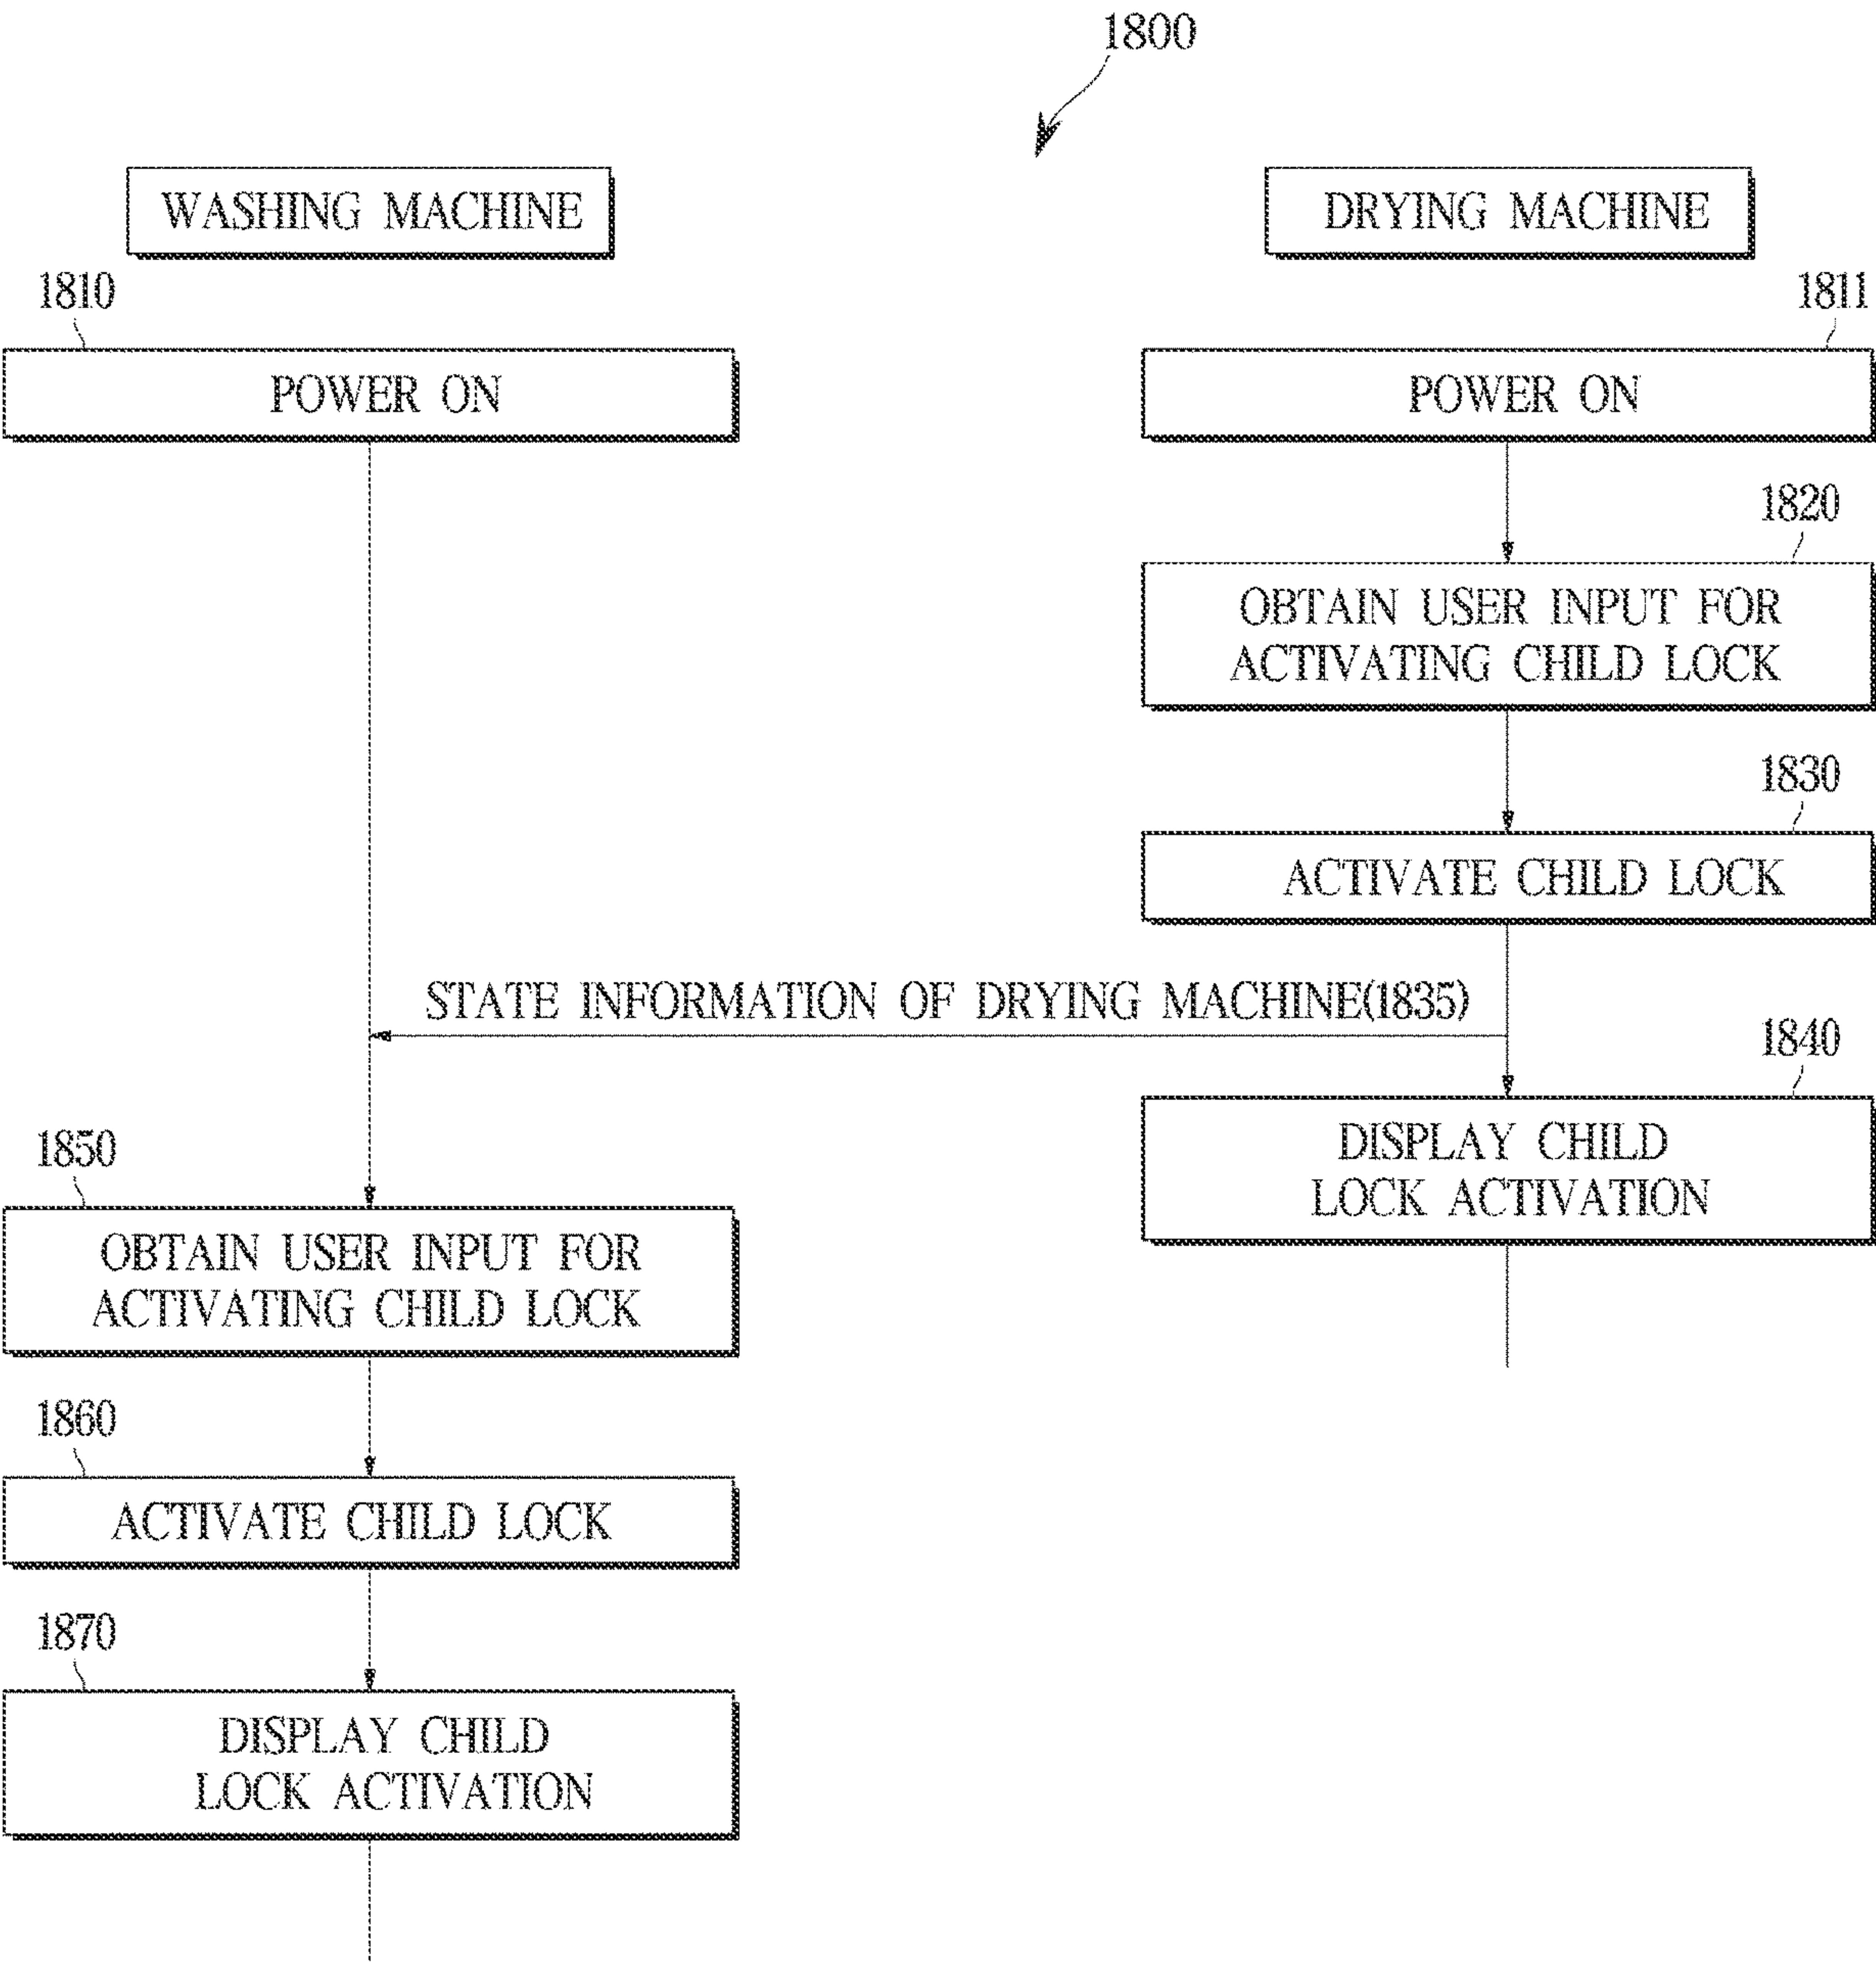 1800
WASHING MACHINE
DRYING MACHINE
1810
1811
POWER ON
POWER ON
1820
OBTAIN USER INPUT FOR
ACTIVATING CHILD LOCK
1830
ACTIVATE CHILD LOCK
STATE INFORMATION OF DRYING MACHINE(1835)
1840
DISPLAY CHILD
LOCK ACTIVATION
1850
OBTAIN USER INPUT FOR
ACTIVATING CHILD LOCK
1860
ACTIVATE CHILD LOCK
1870
DISPLAY CHILD
LOCK ACTIVATION